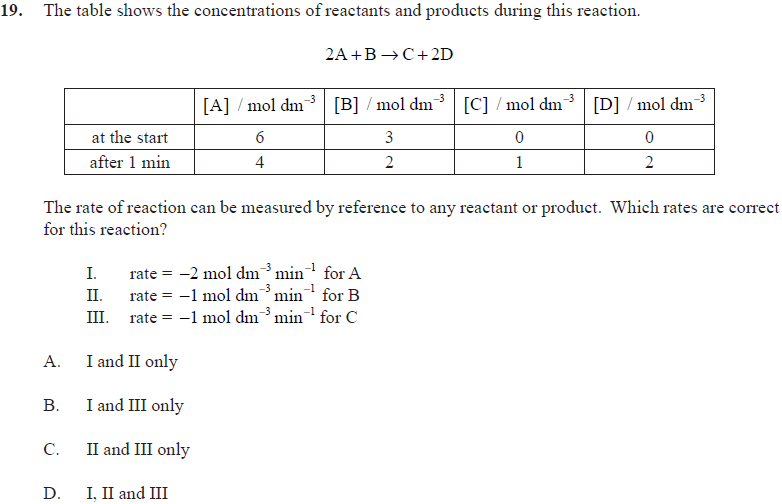 19. The table shows the concentrations of reactants and products during this reaction.
2A + B → C + 2D
[A] / mol dm⁻³ [B] / mol dm⁻³ [C] / mol dm⁻³ [D] / mol dm⁻³
at the start 6 3 0 0
after 1 min 4 2 1 2
The rate of reaction can be measured by reference to any reactant or product. Which rates are correct
for this reaction?
I. rate = −2 mol dm⁻³ min⁻¹ for A
II. rate = −1 mol dm⁻³ min⁻¹ for B
III. rate = −1 mol dm⁻³ min⁻¹ for C
A. I and II only
B. I and III only
C. II and III only
D. I, II and III